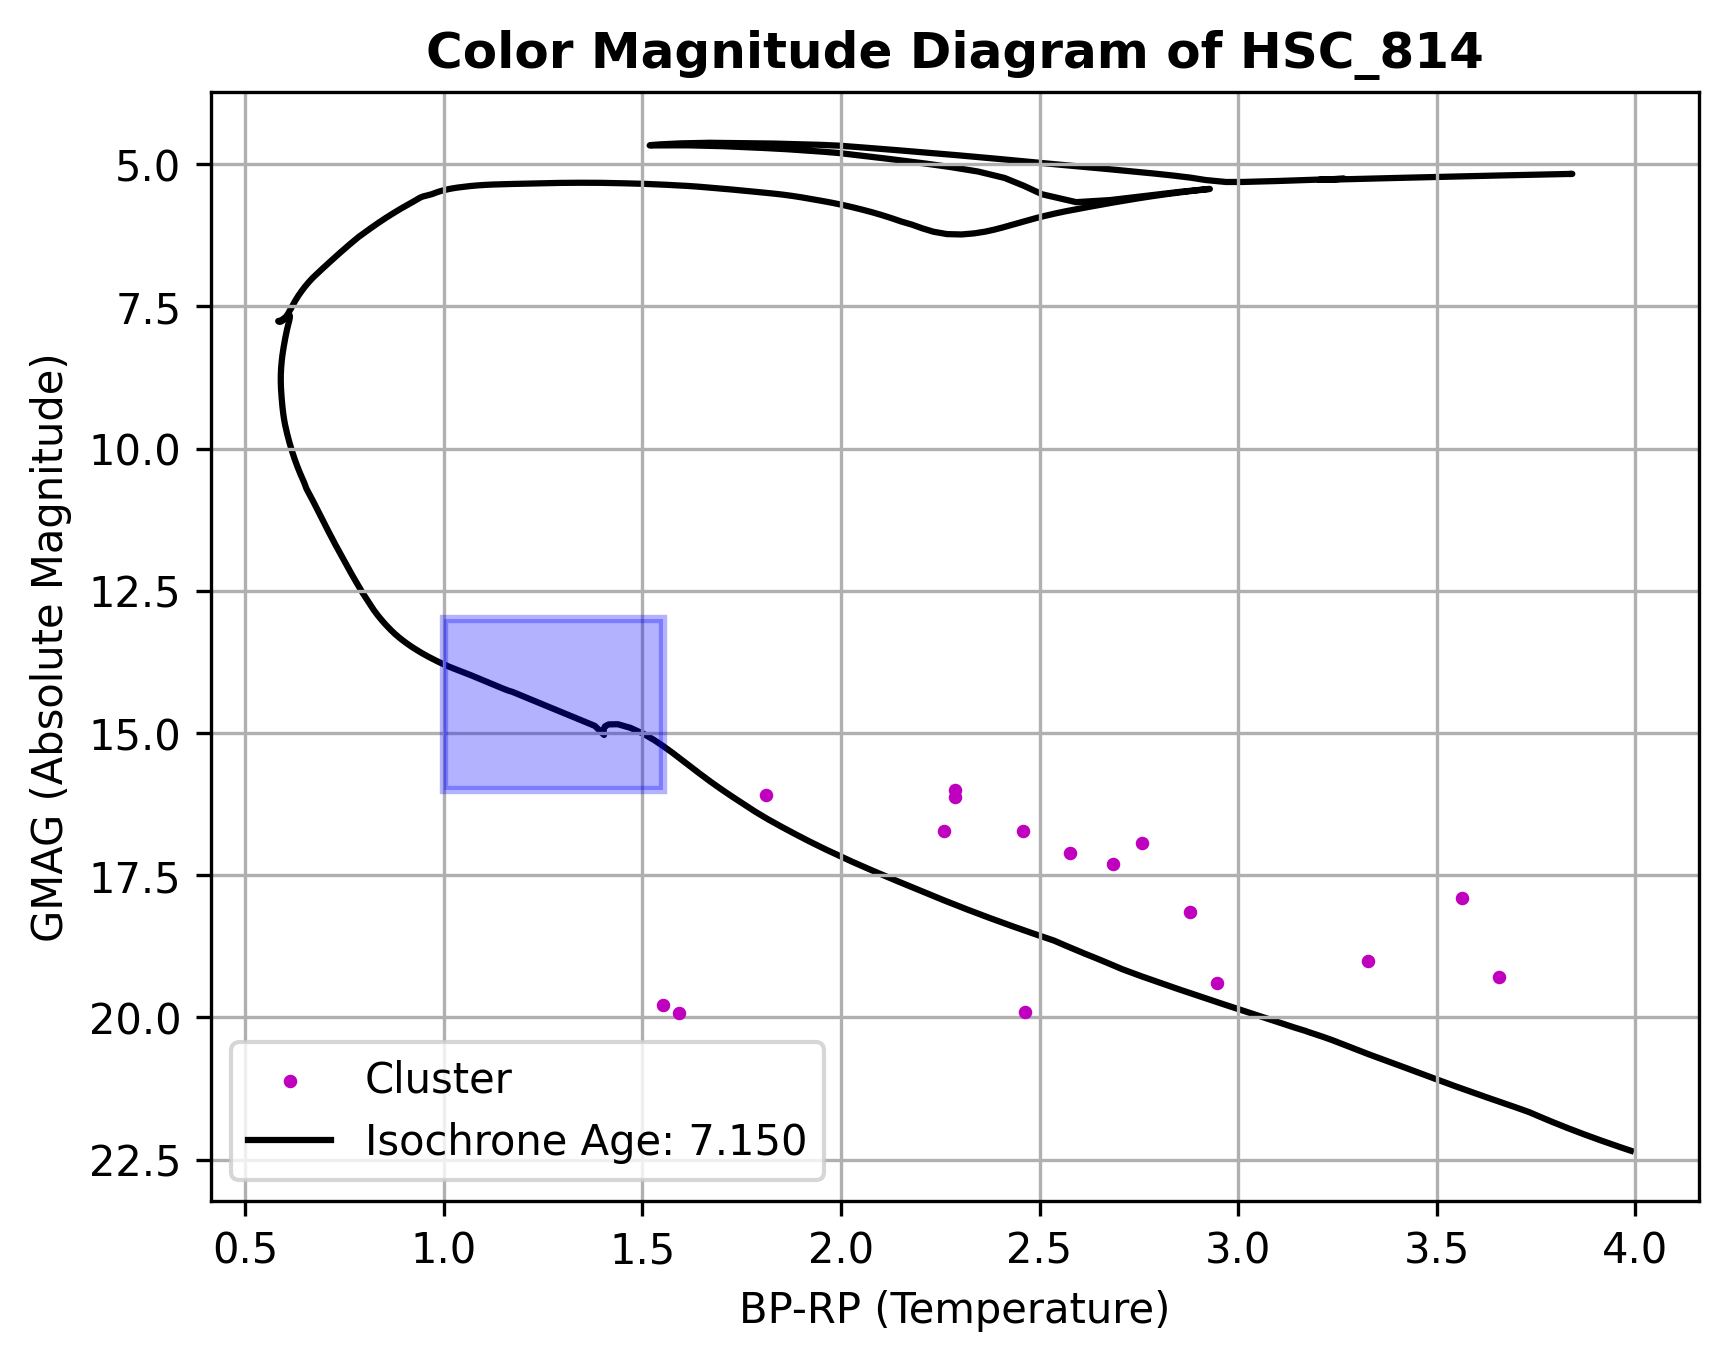 Color Magnitude Diagram of HSC_814
GMAG (Absolute Magnitude)
5.0
7.5
10.0
12.5
15.0
17.5
20.0
22.5
Cluster
Isochrone Age: 7.150
0.5 1.0 1.5 2.0 2.5 3.0 3.5 4.0
BP-RP (Temperature)